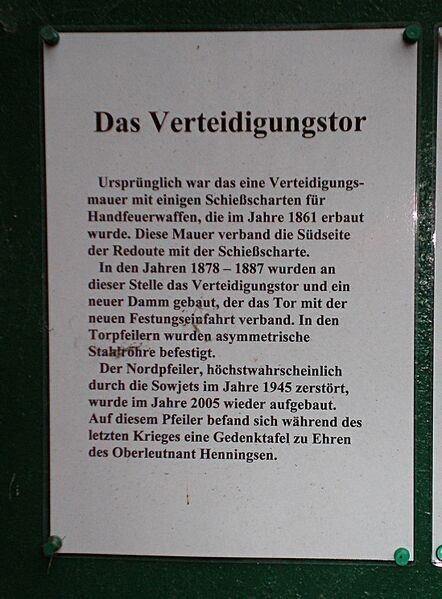 Das Verteidigungstor
Ursprünglich war das eine Verteidigungs-
mauer mit einigen Schießscharten für
Handfeuerwaffen, die im Jahre 1861 erbaut
wurde. Diese Mauer verband die Südseite
der Redoute mit der Schießscharte.
In den Jahren 1878 – 1887 wurden an
dieser Stelle das Verteidigungstor und ein
neuer Damm gebaut, der das Tor mit der
neuen Festungseinfahrt verband. In den
Torpfeilern wurden asymmetrische
Stahlröhre befestigt.
Der Nordpfeiler, höchstwahrscheinlich
durch die Sowjets im Jahre 1945 zerstört,
wurde im Jahre 2005 wieder aufgebaut.
Auf diesem Pfeiler befand sich während des
letzten Krieges eine Gedenktafel zu Ehren
des Oberleutnant Henningsen.